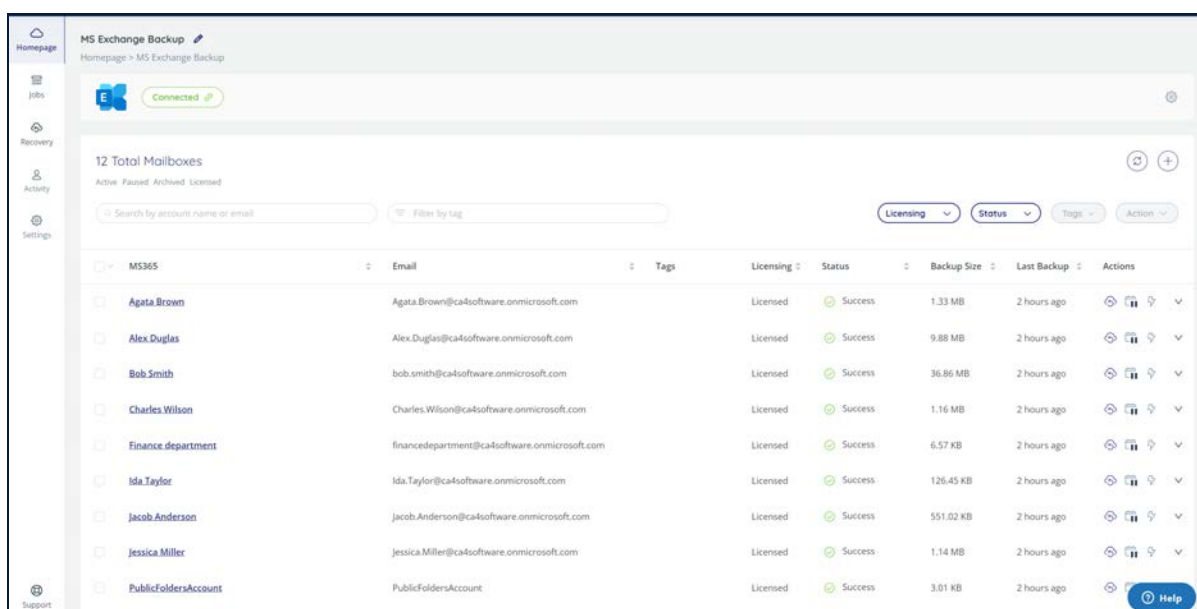 Homepage
Jobs
Recovery
Activity
Settings
Support
MS Exchange Backup
Homepage > MS Exchange Backup
E
Connected
12 Total Mailboxes
Active Paused Archived Licensed
Search by account name or email
Filter by tag
Licensing
Status
Tags
Action
MS365 Email Tags Licensing Status Backup Size Last Backup Actions
Agata Brown Agata.Brown@ca4software.onmicrosoft.com Licensed Success 1.33 MB 2 hours ago
Alex Duglas Alex.Duglas@ca4software.onmicrosoft.com Licensed Success 9.88 MB 2 hours ago
Bob Smith bob.smith@ca4software.onmicrosoft.com Licensed Success 36.86 MB 2 hours ago
Charles Wilson Charles.Wilson@ca4software.onmicrosoft.com Licensed Success 1.16 MB 2 hours ago
Finance department financedepartment@ca4software.onmicrosoft.com Licensed Success 6.57 KB 2 hours ago
Ida Taylor Ida.Taylor@ca4software.onmicrosoft.com Licensed Success 126.45 KB 2 hours ago
Jacob Anderson Jacob.Anderson@ca4software.onmicrosoft.com Licensed Success 551.02 KB 2 hours ago
Jessica Miller Jessica.Miller@ca4software.onmicrosoft.com Licensed Success 1.14 MB 2 hours ago
PublicFoldersAccount PublicFoldersAccount Licensed Success 3.01 KB 2 hours ago
Help